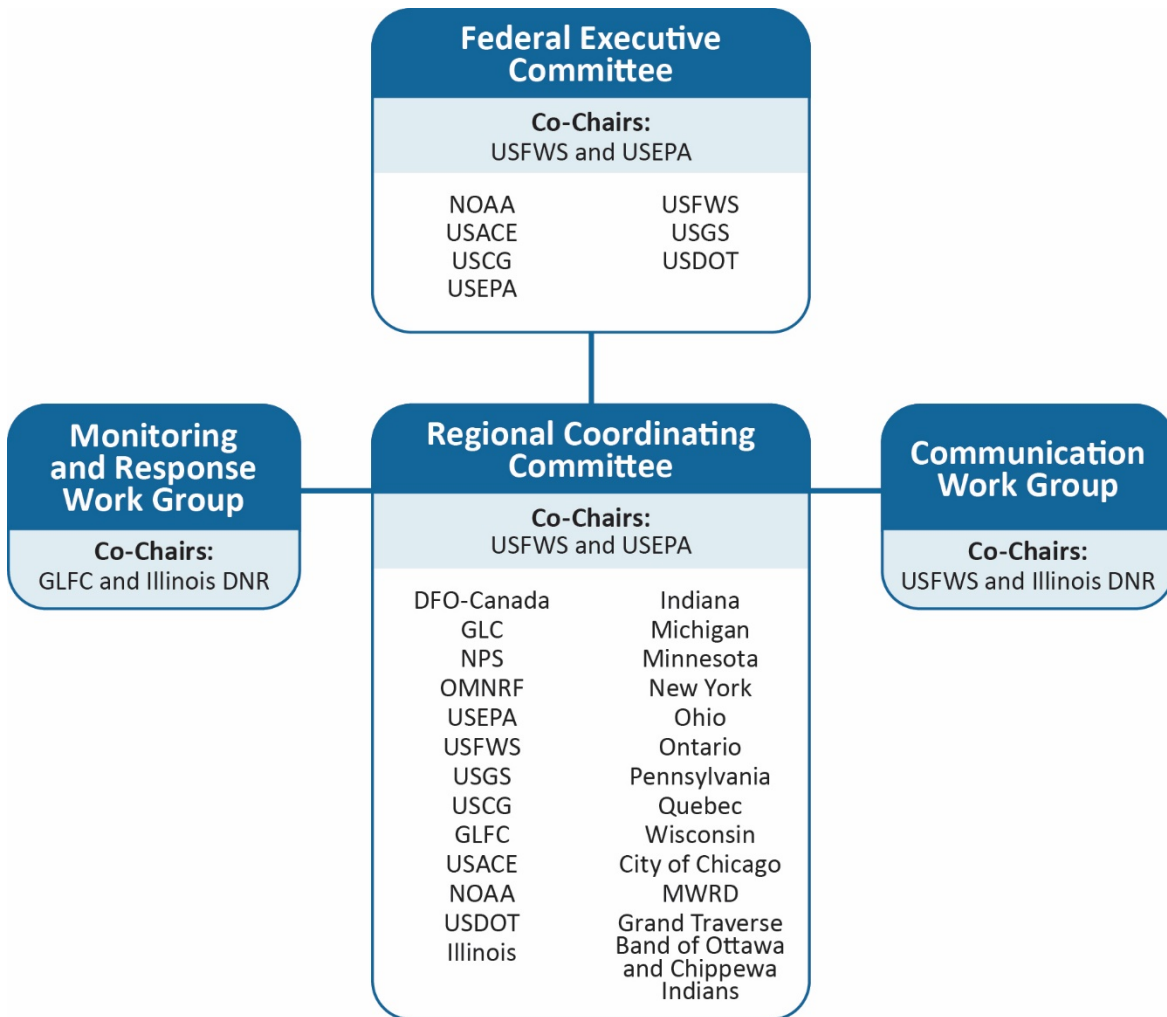 Federal Executive
Committee
Co-Chairs:
USFWS and USEPA
NOAA
USACE
USCG
USEPA
USFWS
USGS
USDOT
Monitoring
and Response
Work Group
Co-Chairs:
GLFC and Illinois DNR
Regional Coordinating
Committee
Co-Chairs:
USFWS and USEPA
DFO-Canada
GLC
NPS
OMNRF
USEPA
USFWS
USGS
USCG
GLFC
USACE
NOAA
USDOT
Illinois
Indiana
Michigan
Minnesota
New York
Ohio
Ontario
Pennsylvania
Quebec
Wisconsin
City of Chicago
MWRD
Grand Traverse
Band of Ottawa
and Chippewa
Indians
Communication
Work Group
Co-Chairs:
USFWS and Illinois DNR